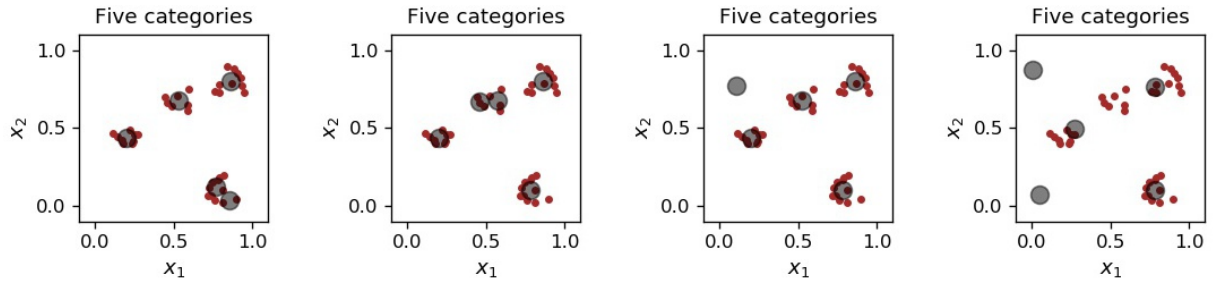 Five categories Five categories Five categories Five categories
1.0 1.0 1.0 1.0
x₂ 0.5 x₂ 0.5 x₂ 0.5 x₂ 0.5
0.0 0.0 0.0 0.0
0.0 0.5 1.0 0.0 0.5 1.0 0.0 0.5 1.0 0.0 0.5 1.0
x₁ x₁ x₁ x₁